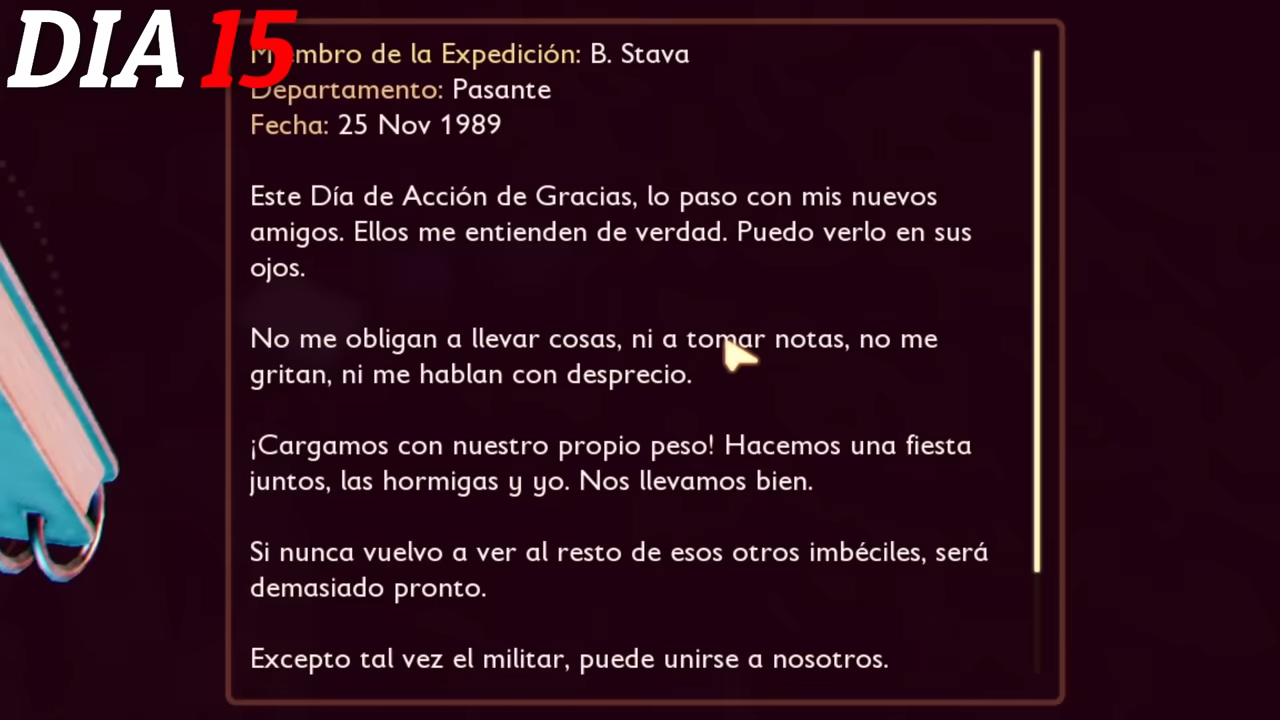 DIA 15
Miembro de la Expedición: B. Stava
Departamento: Pasante
Fecha: 25 Nov 1989
Este Día de Acción de Gracias, lo paso con mis nuevos
amigos. Ellos me entienden de verdad. Puedo verlo en sus
ojos.
No me obligan a llevar cosas, ni a tomar notas, no me
gritan, ni me hablan con desprecio.
¡Cargamos con nuestro propio peso! Hacemos una fiesta
juntos, las hormigas y yo. Nos llevamos bien.
Si nunca vuelvo a ver al resto de esos otros imbéciles, será
demasiado pronto.
Excepto tal vez el militar, puede unirse a nosotros.